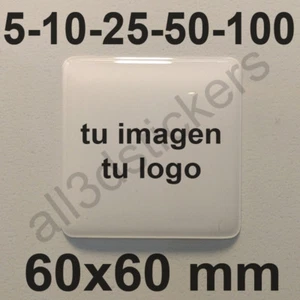 5-10-25-50-100
tu imagen
tu logo
all3dstickers
60x60 mm